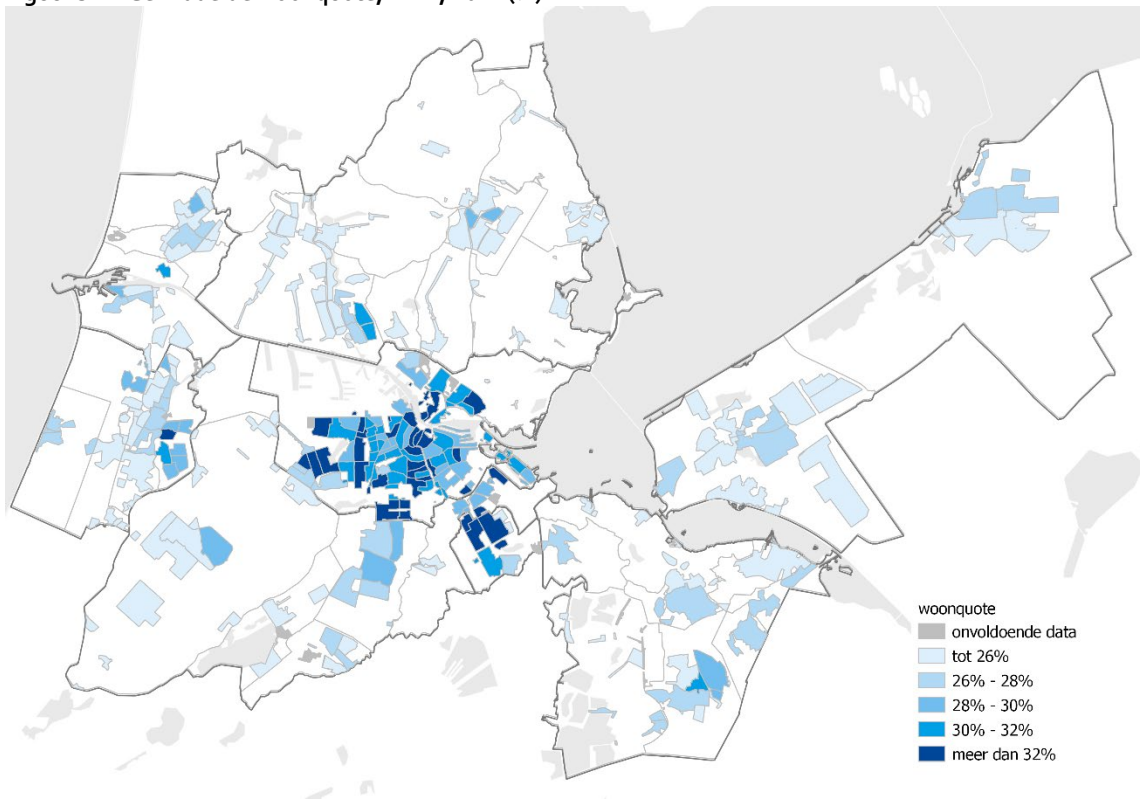 woonquote
onvoldoende data
tot 26%
26% - 28%
28% - 30%
30% - 32%
meer dan 32%